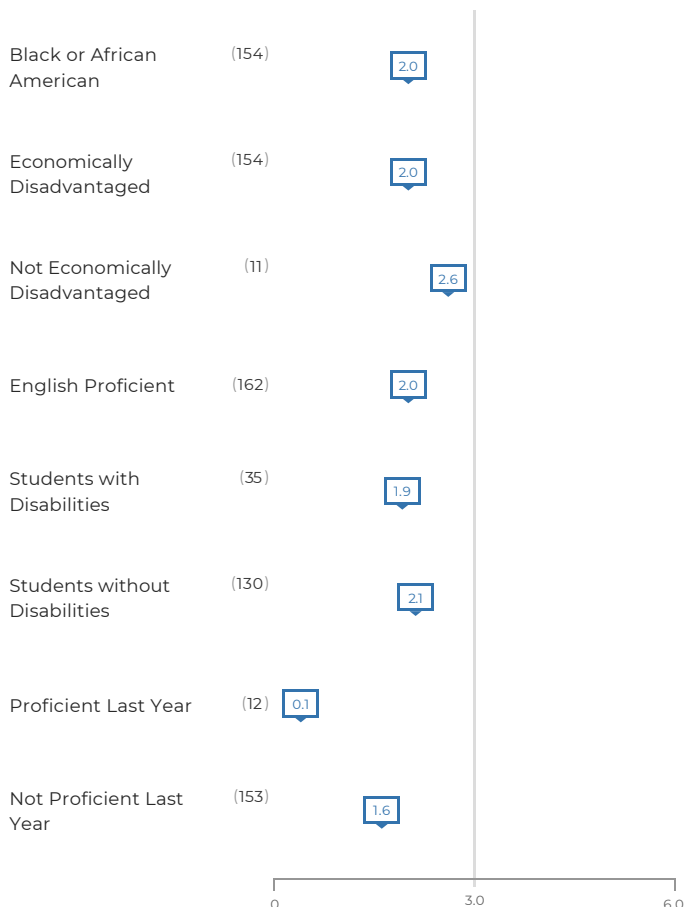 Black or African (154)
American
2.0
Economically (154)
Disadvantaged
2.0
Not Economically (11)
Disadvantaged
2.6
English Proficient (162)
2.0
Students with (35)
Disabilities
1.9
Students without (130)
Disabilities
2.1
Proficient Last Year (12)
0.1
Not Proficient Last (153)
Year
1.6
0 3.0 6.0